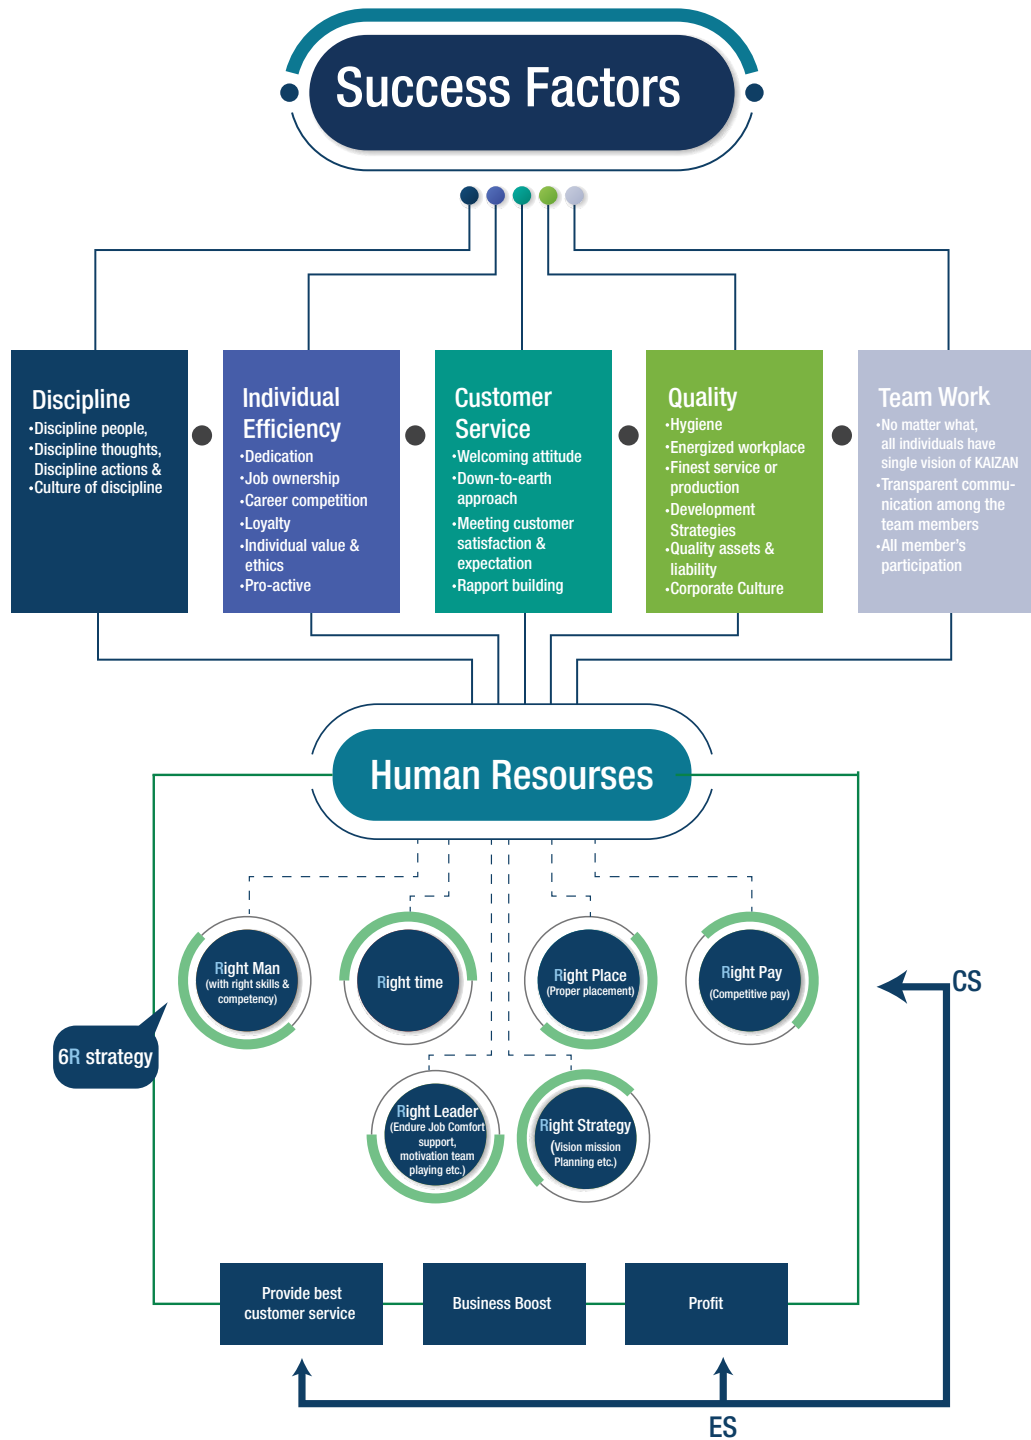 Success Factors
Discipline
•Discipline people,
•Discipline thoughts,
Discipline actions &
•Culture of discipline
Individual
Efficiency
•Dedication
•Job ownership
•Career competition
•Loyalty
•Individual value &
ethics
•Pro-active
Customer
Service
•Welcoming attitude
•Down-to-earth
approach
•Meeting customer
satisfaction &
expectation
•Rapport building
Quality
•Hygiene
•Energized workplace
•Finest service or
production
•Development
Strategies
•Quality assets &
liability
•Corporate Culture
Team Work
•No matter what,
all individuals have
single vision of KAIZAN
•Transparent commu-
nication among the
team members
•All member's
participation
Human Resourses
Right Man
(with right skills &
competency)
Right time
Right Place
(Proper placement)
Right Pay
(Competitive pay)
CS
6R strategy
Right Leader
(Endure Job Comfort
support,
motivation team
playing etc.)
Right Strategy
(Vision mission
Planning etc.)
Provide best
customer service
Business Boost
Profit
ES